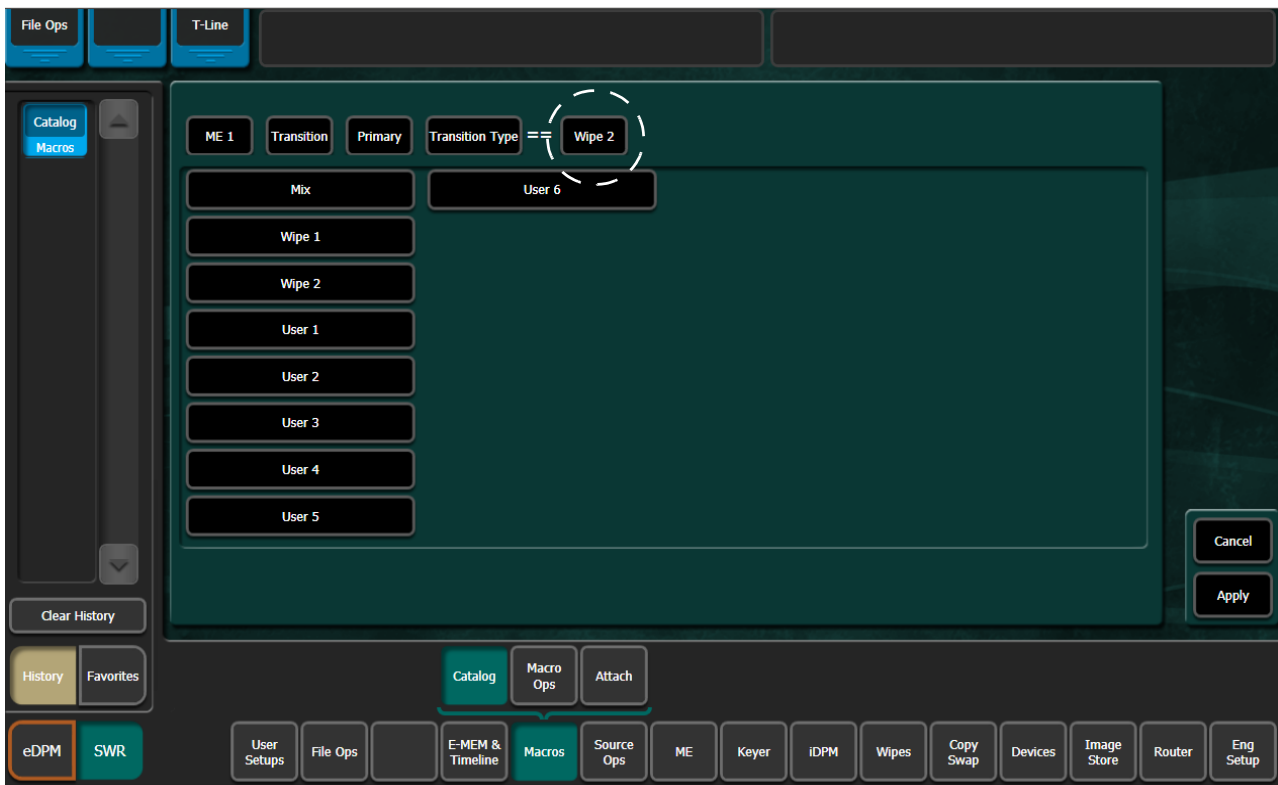 File Ops
T-Line
Catalog
Macros
ME 1
Transition
Primary
Transition Type
==
Wipe 2
Mix
User 6
Wipe 1
Wipe 2
User 1
User 2
User 3
User 4
User 5
Cancel
Apply
Clear History
History
Favorites
Catalog
Macro
Ops
Attach
eDPM
SWR
User
Setups
File Ops
E-MEM &
Timeline
Macros
Source
Ops
ME
Keyer
iDPM
Wipes
Copy
Swap
Devices
Image
Store
Router
Eng
Setup